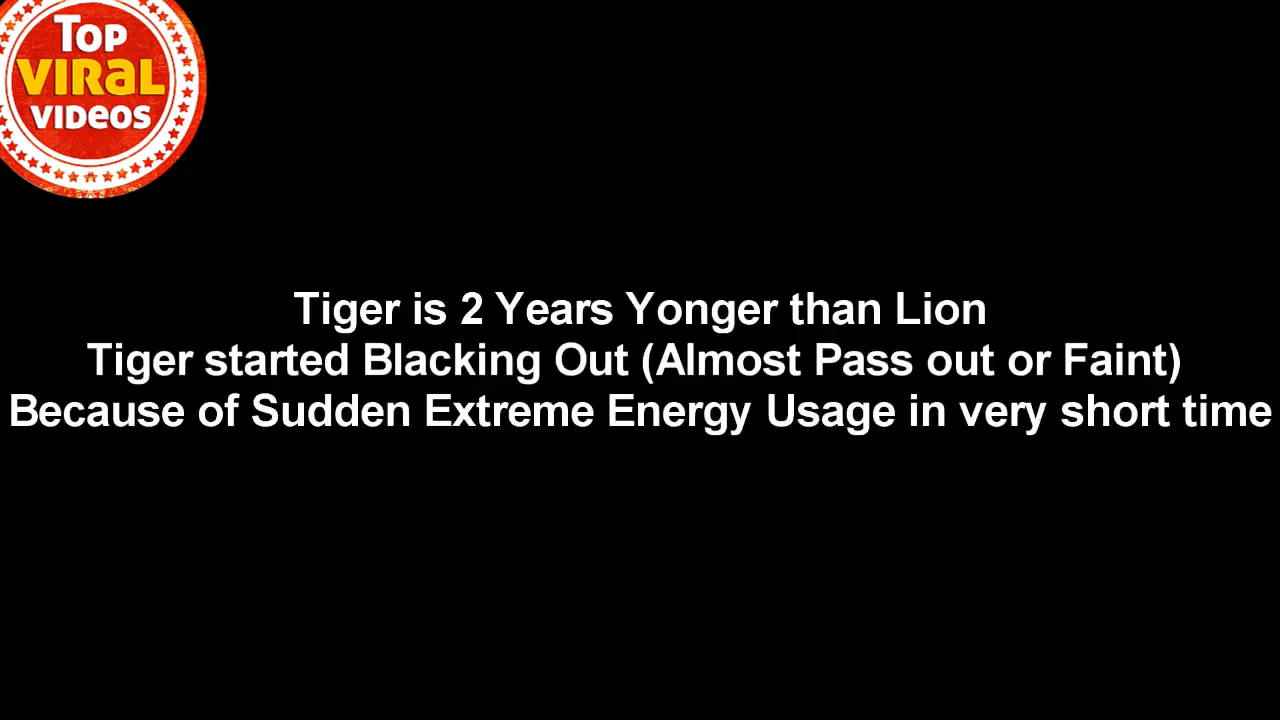 TOP
VIRaL
VIDeOS
Tiger is 2 Years Yonger than Lion
Tiger started Blacking Out (Almost Pass out or Faint)
Because of Sudden Extreme Energy Usage in very short time